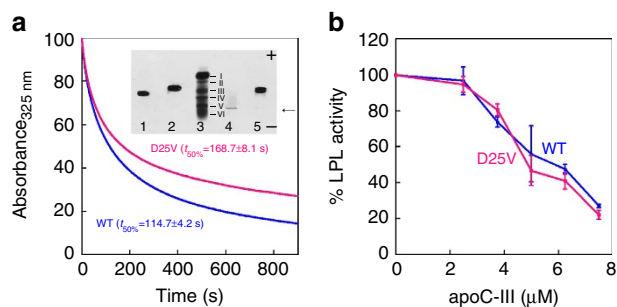 a
Absorbance325 nm
100
80
60
40
20
0
+
I
II
III
IV
V
VI
1 2 3 4 5
–
←
D25V (t50%=168.7±8.1 s)
WT (t50%=114.7±4.2 s)
0 200 400 600 800
Time (s)
b
% LPL activity
120
100
80
60
40
20
0
WT
D25V
0 2 4 6 8
apoC-III (μM)